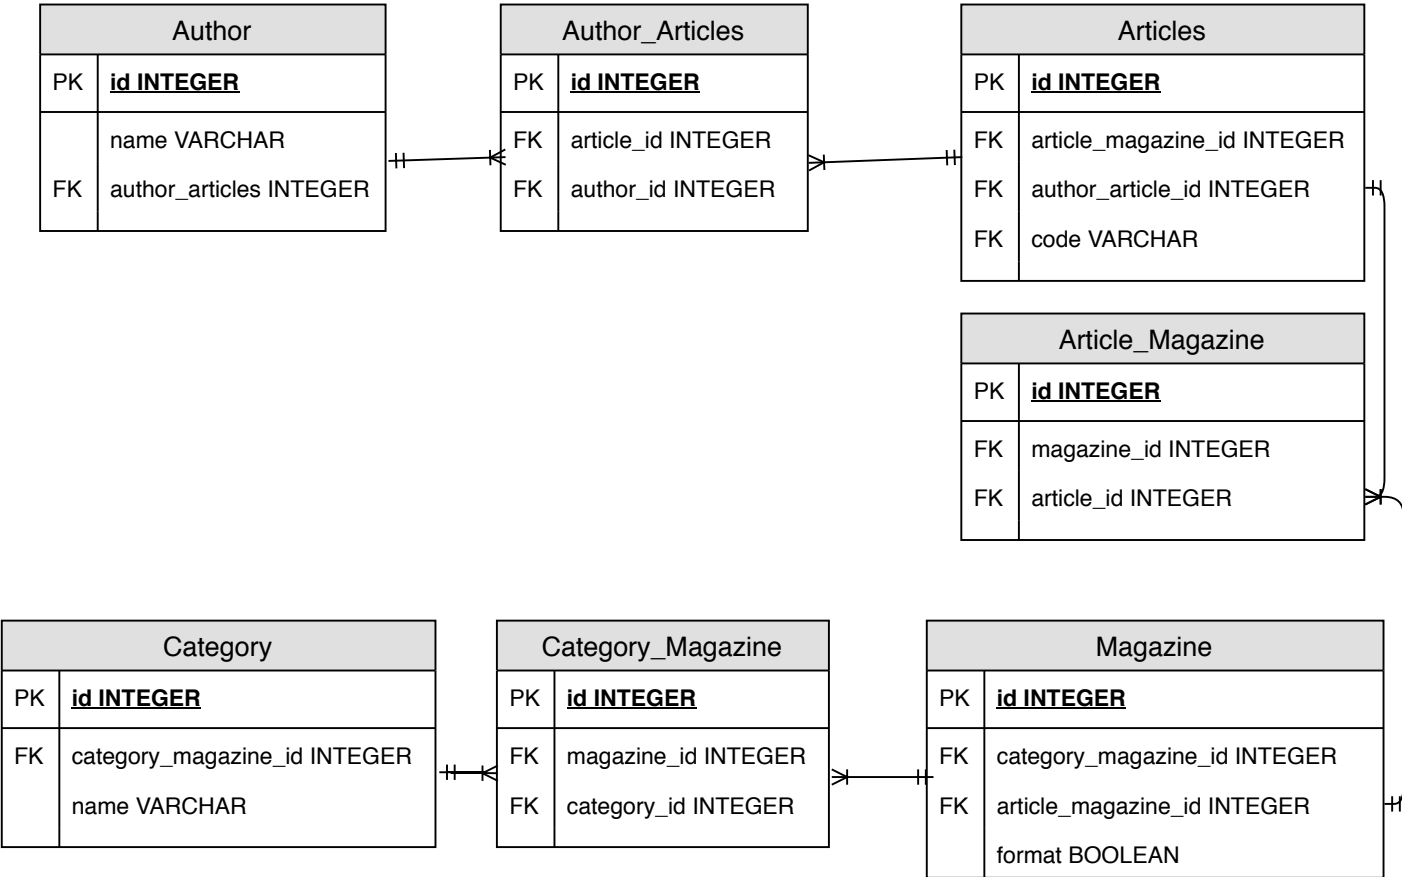 Author
PK id INTEGER
name VARCHAR
FK author_articles INTEGER
Author_Articles
PK id INTEGER
FK article_id INTEGER
FK author_id INTEGER
Articles
PK id INTEGER
FK article_magazine_id INTEGER
FK author_article_id INTEGER
FK code VARCHAR
Article_Magazine
PK id INTEGER
FK magazine_id INTEGER
FK article_id INTEGER
Category
PK id INTEGER
FK category_magazine_id INTEGER
name VARCHAR
Category_Magazine
PK id INTEGER
FK magazine_id INTEGER
FK category_id INTEGER
Magazine
PK id INTEGER
FK category_magazine_id INTEGER
FK article_magazine_id INTEGER
format BOOLEAN